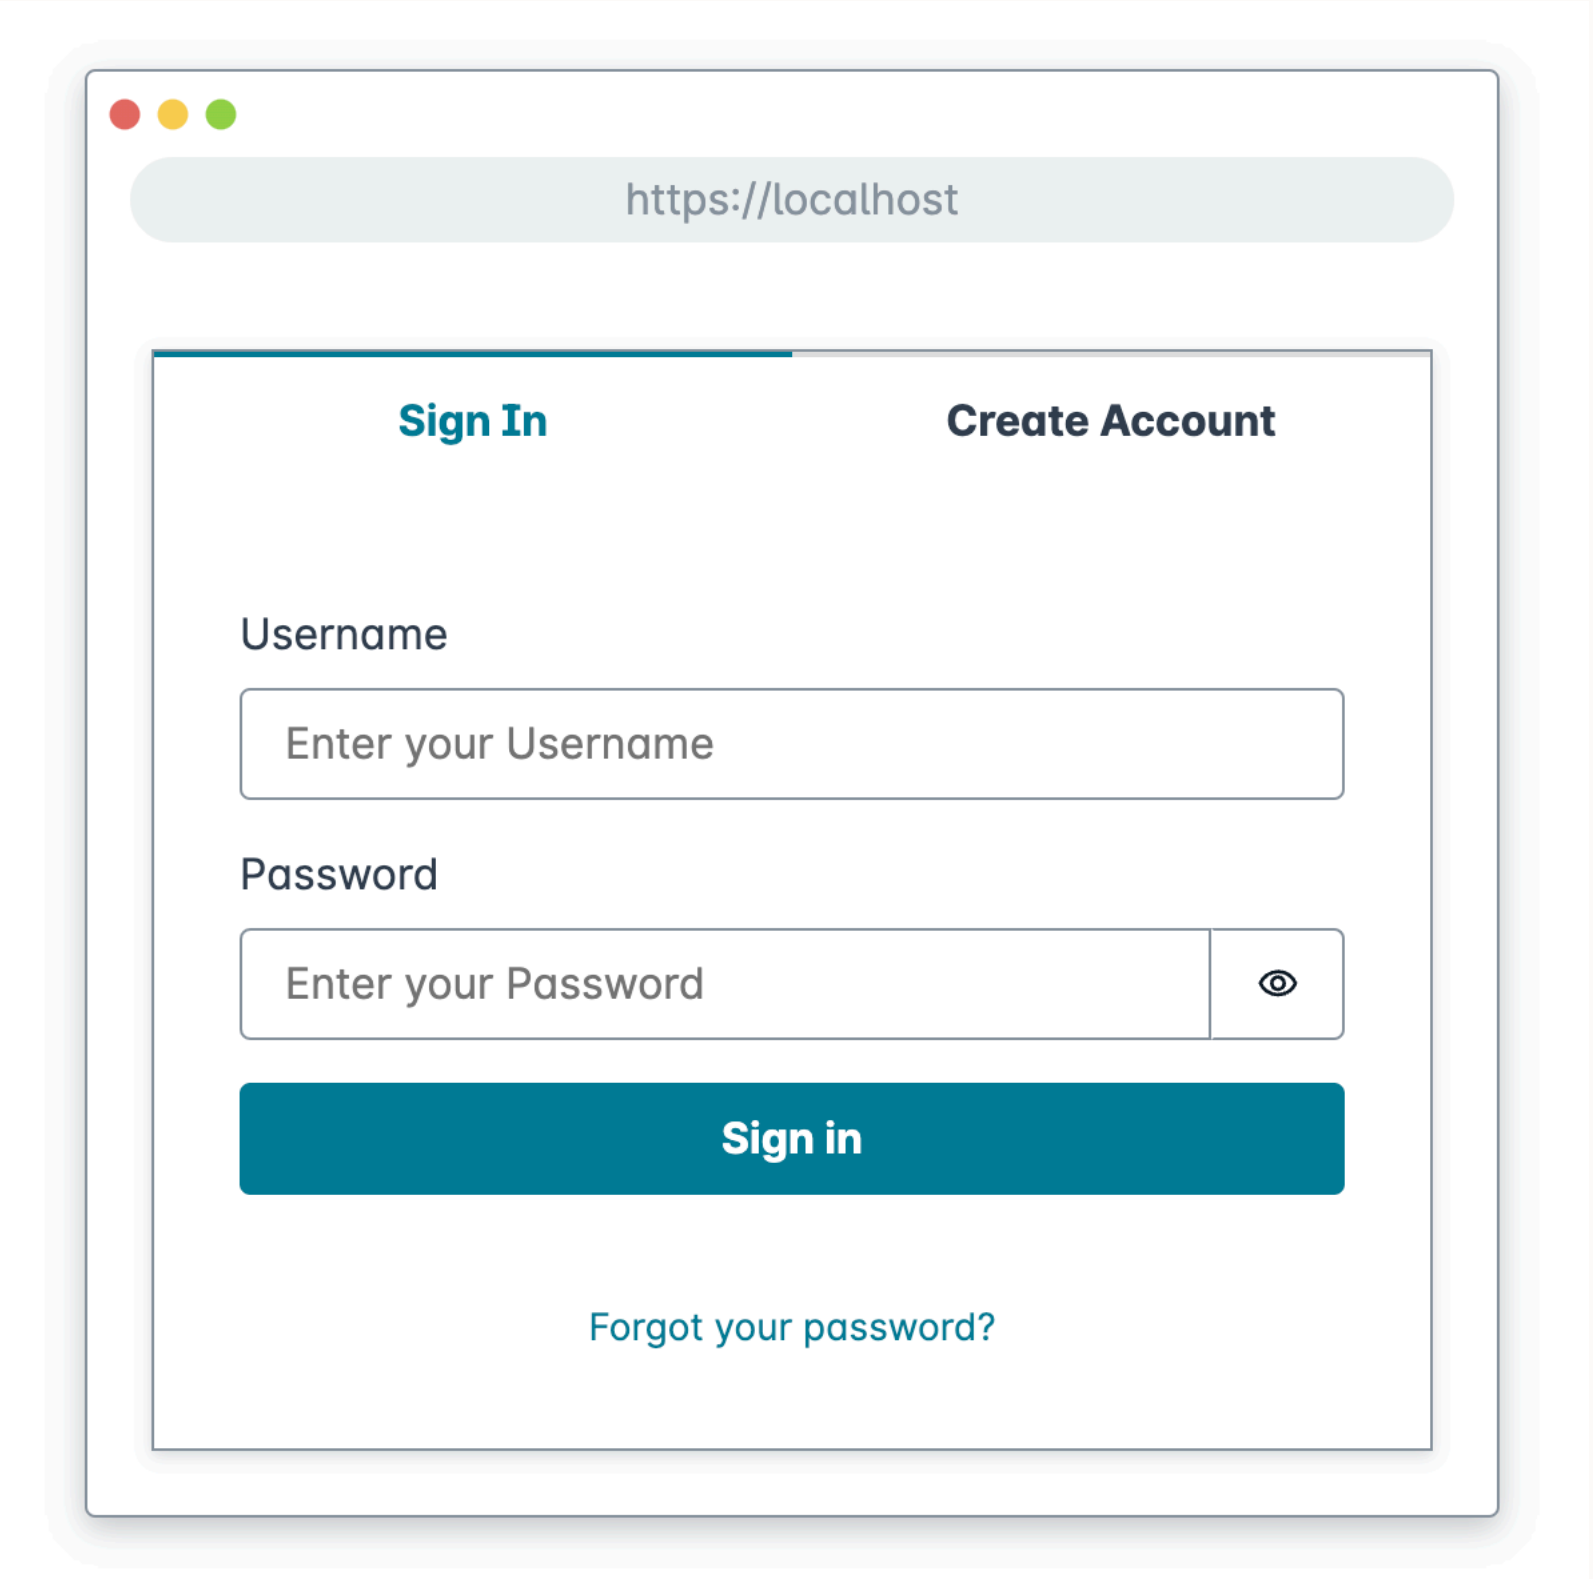 https://localhost
Sign In
Create Account
Username
Enter your Username
Password
Enter your Password
Sign in
Forgot your password?